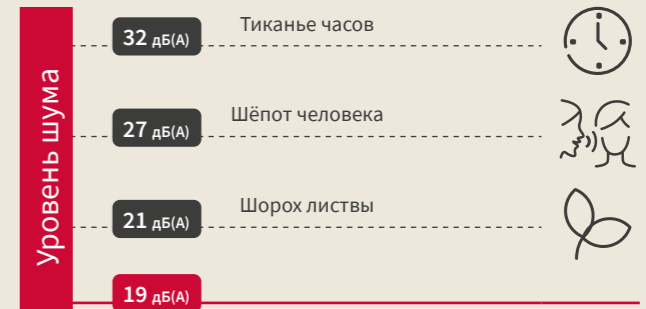 Уровень шума
32 дБ(А)
Тиканье часов
27 дБ(А)
Шёпот человека
21 дБ(А)
Шорох листвы
19 дБ(А)